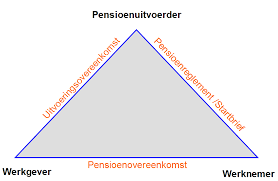 Pensioenuitvoerder
Uitvoeringsovereenkomst
Pensioenreglement /Startbrief
Werkgever
Pensioenovereenkomst
Werknemer